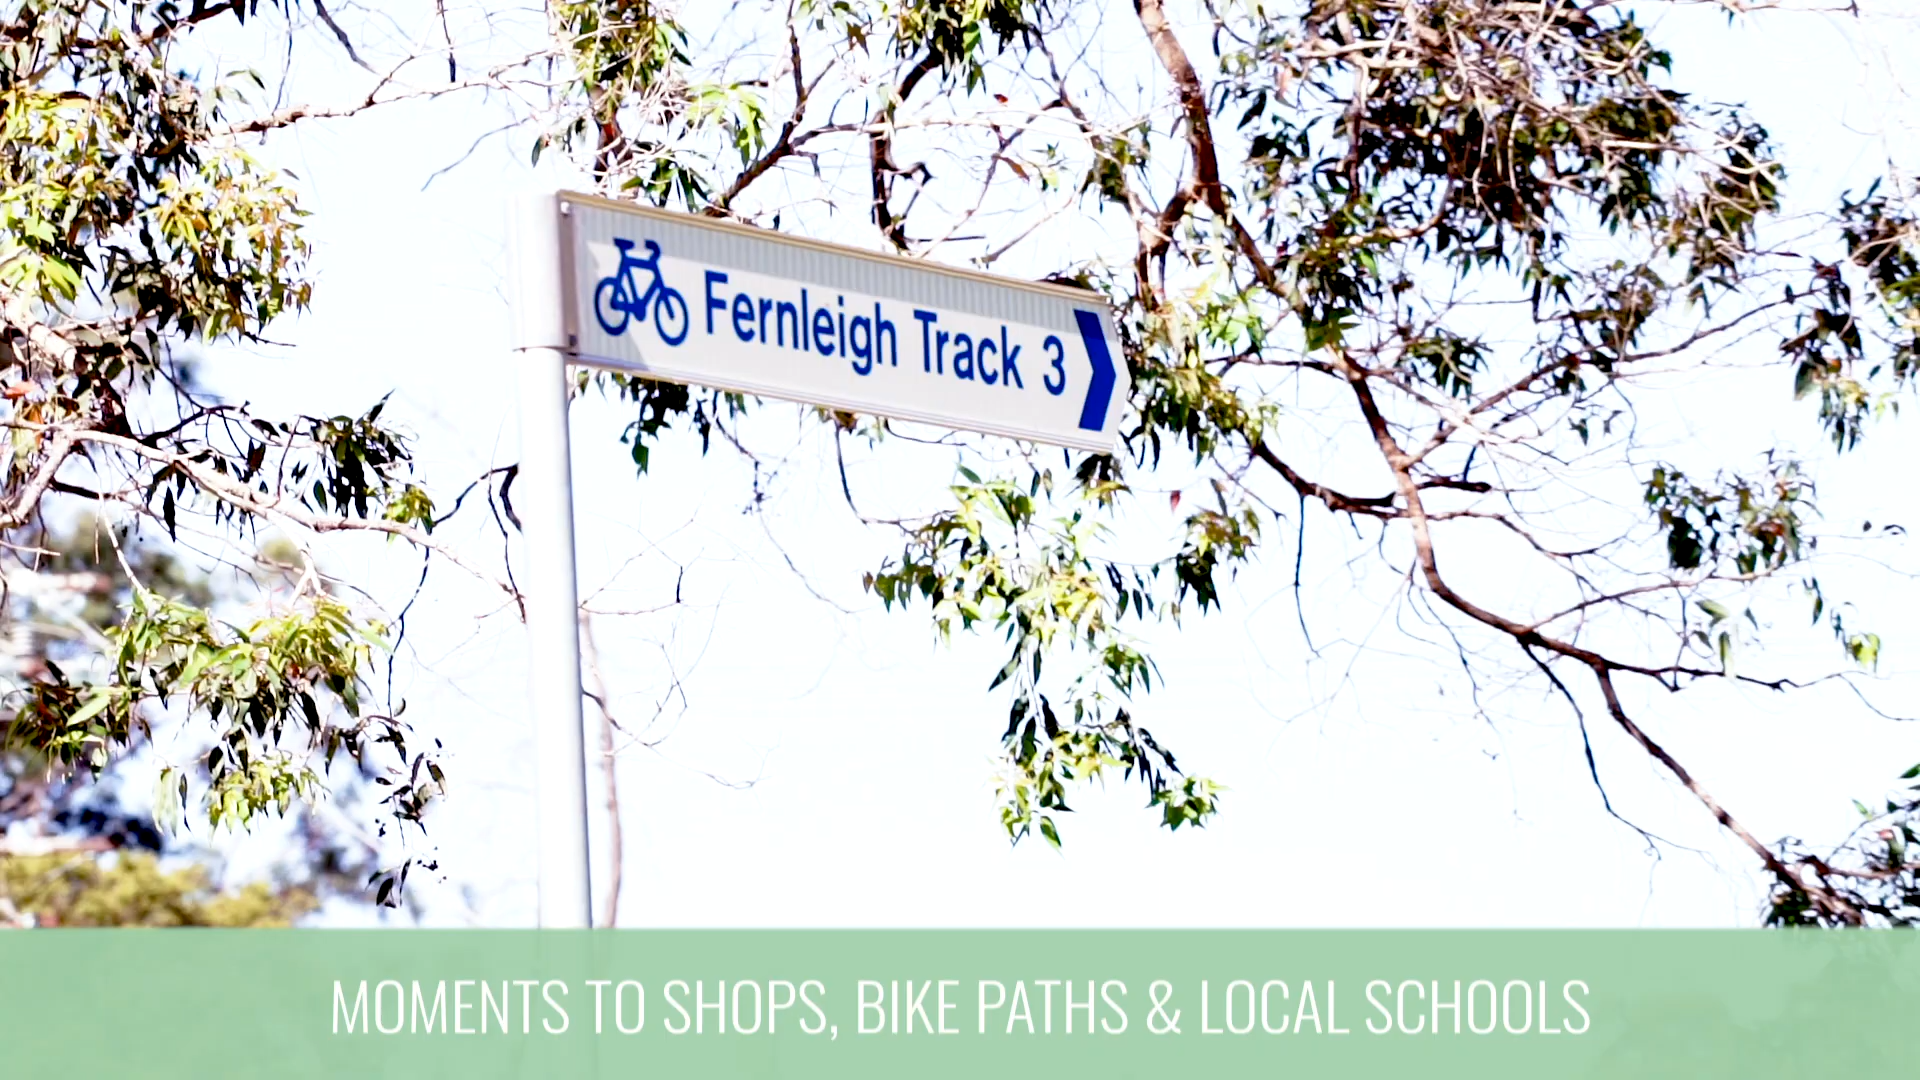 Fernleigh Track 3
MOMENTS TO SHOPS, BIKE PATHS & LOCAL SCHOOLS